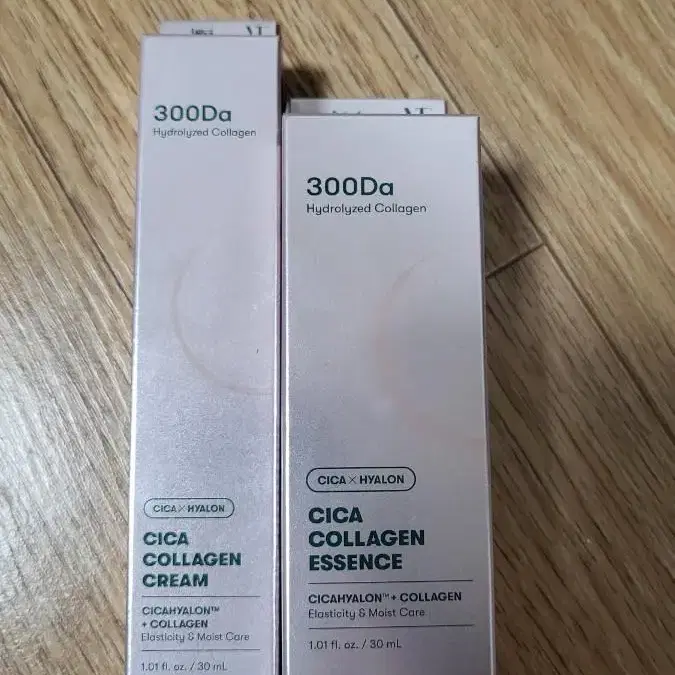 300Da
Hydrolyzed Collagen
CICA×HYALON
CICA
COLLAGEN
CREAM
CICAHYALON™
+ COLLAGEN
Elasticity & Moist Care
1.01 fl. oz. / 30 mL
300Da
Hydrolyzed Collagen
CICA×HYALON
CICA
COLLAGEN
ESSENCE
CICAHYALON™ + COLLAGEN
Elasticity & Moist Care
1.01 fl. oz. / 30 mL